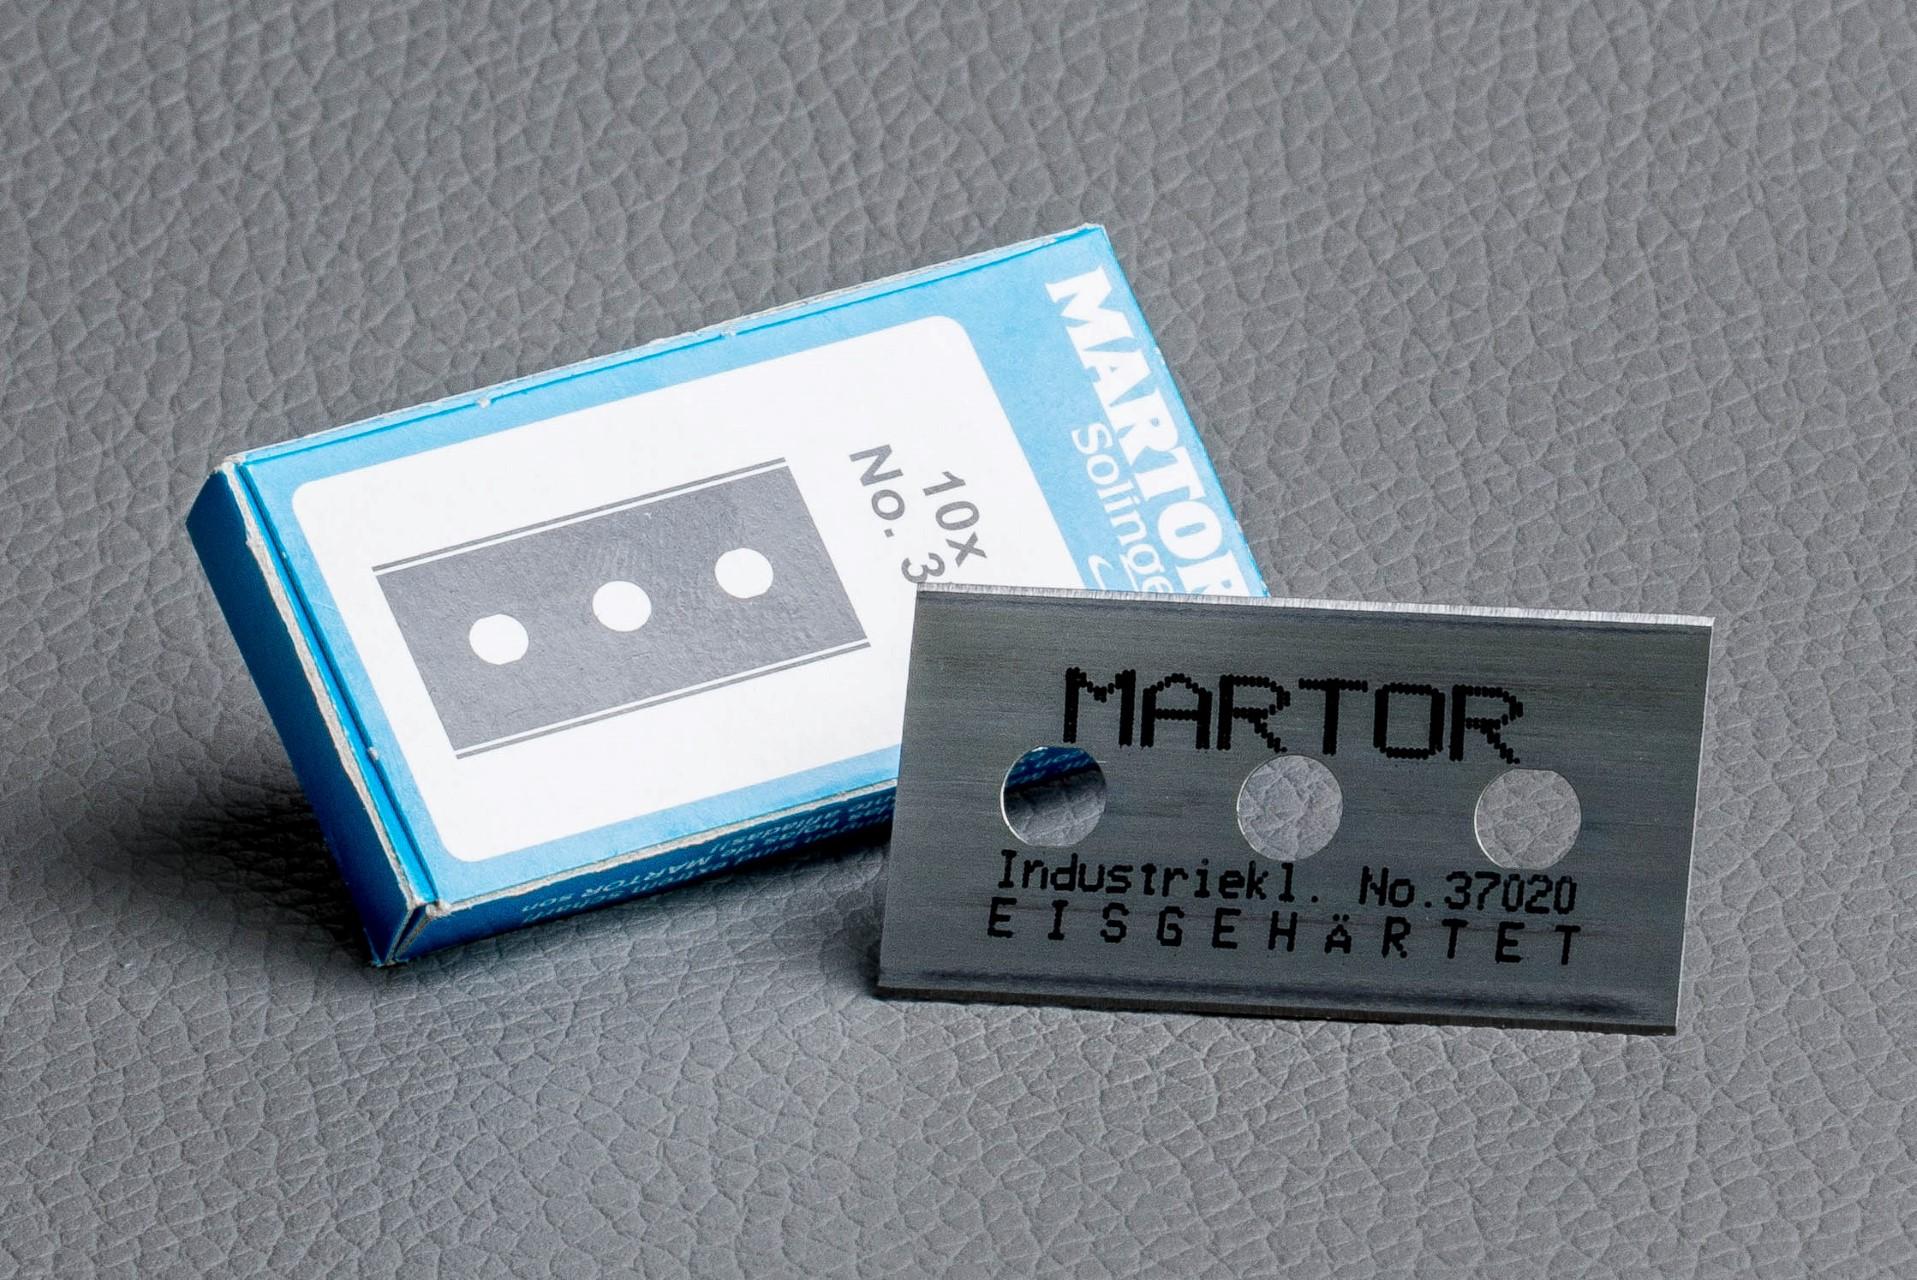 MARTOR
Solinge
10x
No. 3
MARTOR
Industriekl. No.37020
EISGEHÄRTET